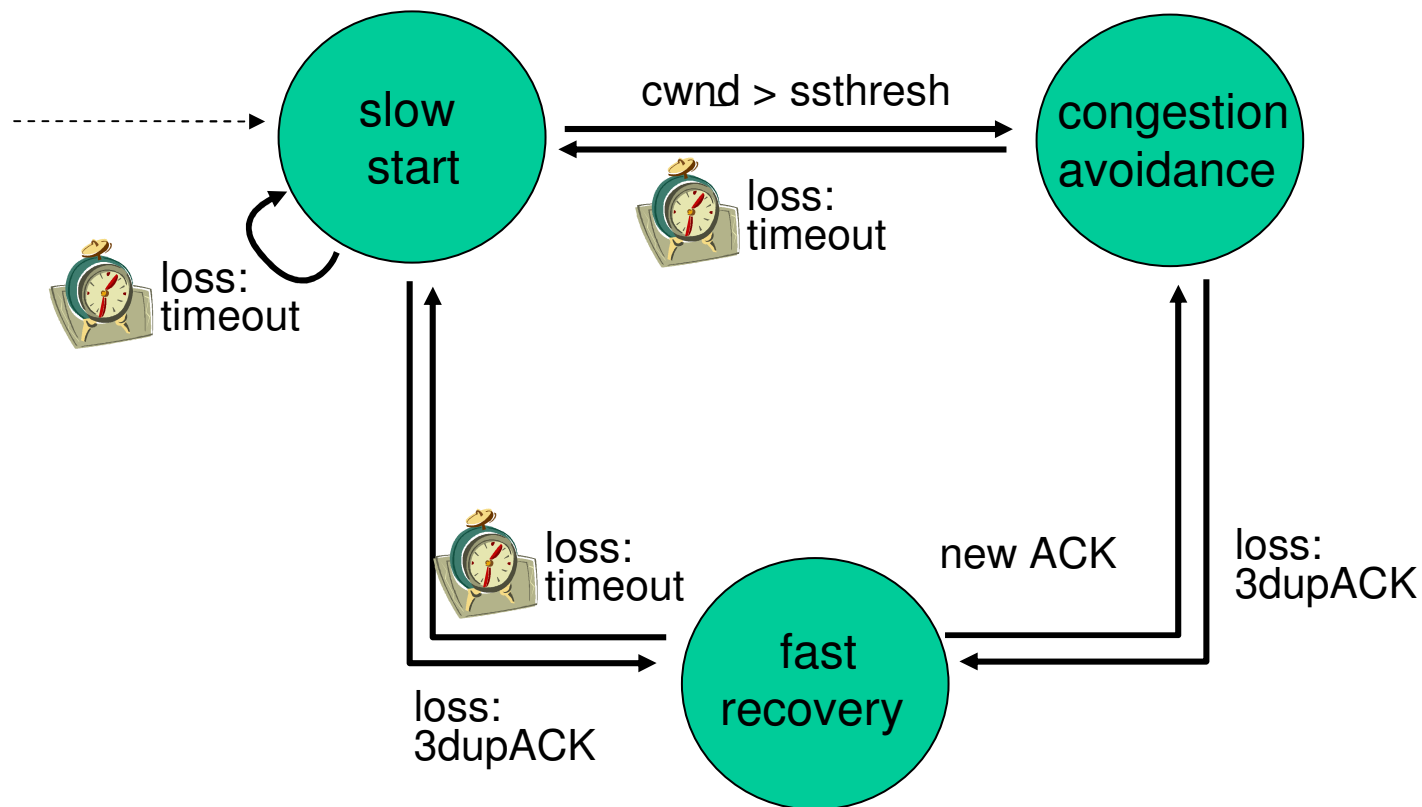 slow
start
cwnd > ssthresh
congestion
avoidance
loss:
timeout
loss:
timeout
loss:
timeout
new ACK
loss:
3dupACK
fast
recovery
loss:
3dupACK